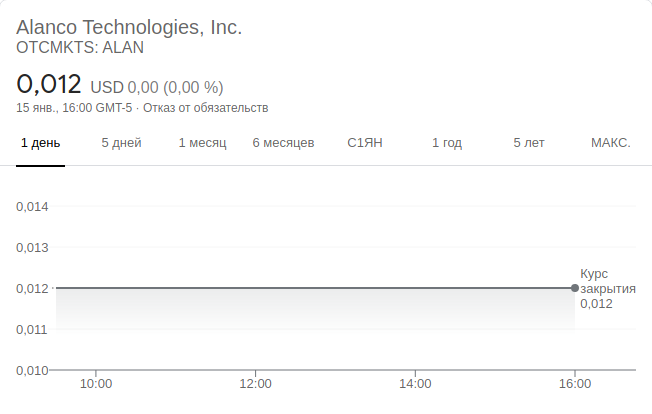 Alanco Technologies, Inc.
OTCMKTS: ALAN
0,012 USD 0,00 (0,00 %)
15 янв., 16:00 GMT-5 · Отказ от обязательств
1 день 5 дней 1 месяц 6 месяцев С1ЯН 1 год 5 лет МАКС.
0,014
0,013
0,012
0,011
0,010
Курс
закрытия
0,012
10:00 12:00 14:00 16:00